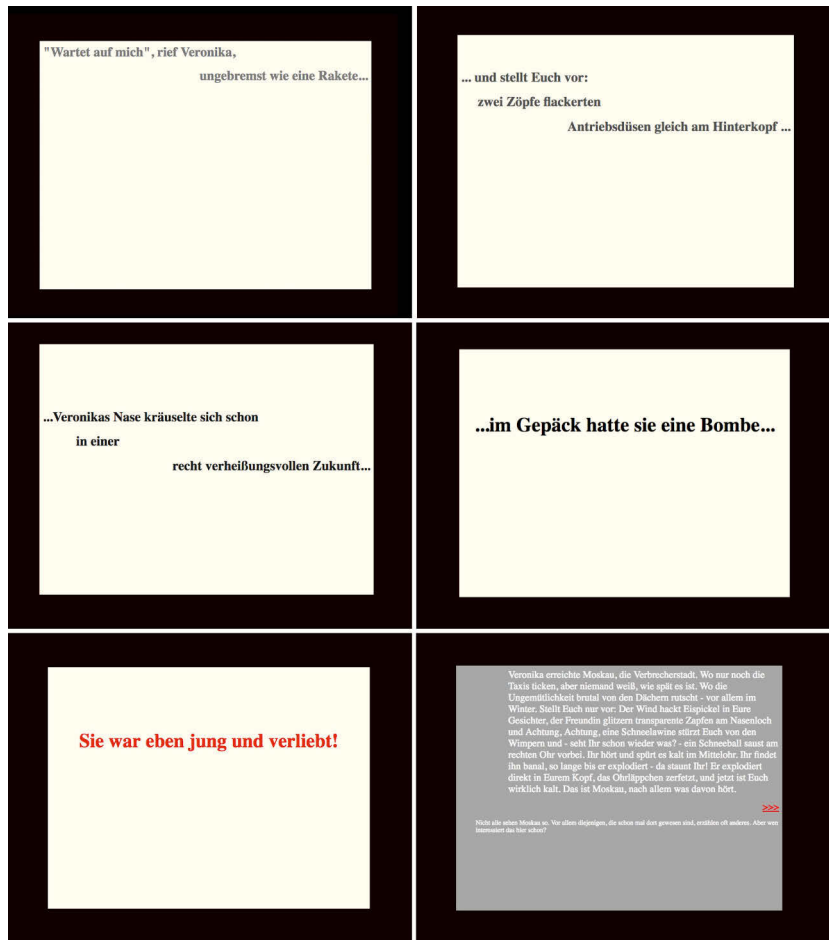 "Wartet auf mich", rief Veronika,
ungebremst wie eine Rakete...
... und stellt Euch vor:
zwei Zöpfe flackerten
Antriebsdüsen gleich am Hinterkopf ...
...Veronikas Nase kräuselte sich schon
in einer
recht verheißungsvollen Zukunft...
...im Gepäck hatte sie eine Bombe...
Sie war eben jung und verliebt!
Veronika erreichte Moskau, die Verbrecherstadt. Wo nur noch die
Taxis ticken, aber niemand weiß, wie spät es ist. Wo die
Ungemütlichkeit brutal von den Dächern rutscht - vor allem im
Winter. Stellt Euch nur vor: Der Wind hackt Eispickel in Eure
Gesichter, der Freundin glitzern transparente Zapfen am Nasenloch
und Achtung, Achtung, eine Schneelawine stürzt Euch von den
Wimpern und - seht Ihr schon wieder was? - ein Schneeball saust am
rechten Ohr vorbei. Ihr hört und spürt es kalt im Mittelohr. Ihr findet
ihn banal, so lange bis er explodiert - da staunt Ihr! Er explodiert
direkt in Eurem Kopf, das Ohrläppchen zerfetzt, und jetzt ist Euch
wirklich kalt. Das ist Moskau, nach allem was davon hört.
>>>
Nicht alle sehen Moskau so. Vor allem diejenigen, die schon mal dort gewesen sind, erzählen oft anderes. Aber wen
interessiert das hier schon?